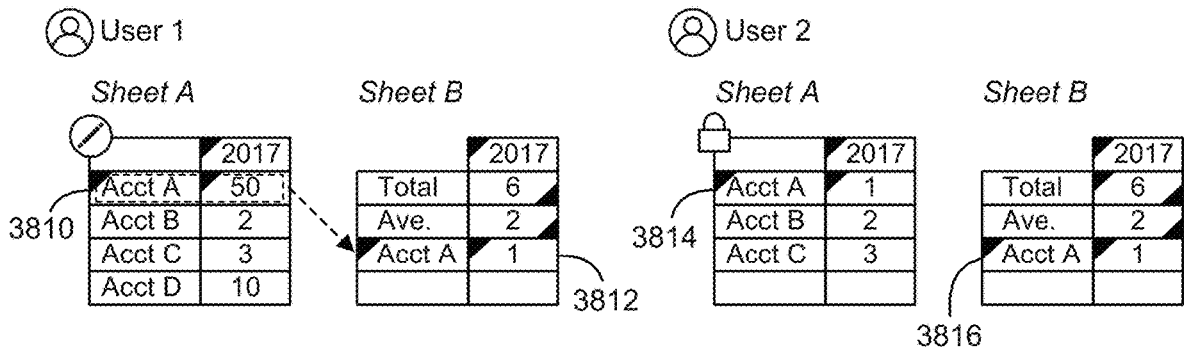 User 1 User 2
Sheet A Sheet B Sheet A Sheet B
2017 2017 2017 2017
Acct A 50 Total 6 Acct A 1 Total 6
Acct B 2 Ave. 2 Acct B 2 Ave. 2
Acct C 3 Acct A 1 Acct C 3 Acct A 1
Acct D 10
3810 3812 3814 3816